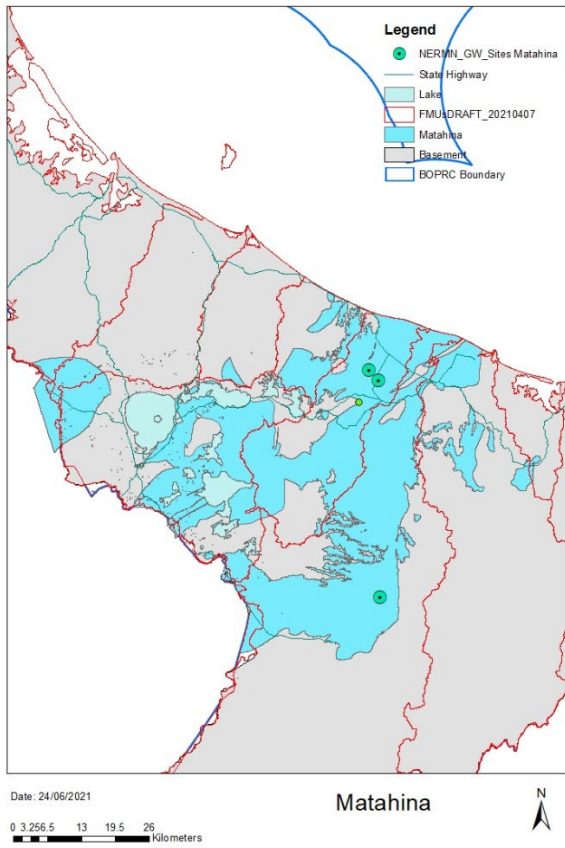 Legend
NERMN_GW_Sites Matahina
State Highway
Lake
FMUsDRAFT_20210407
Matahina
Basement
BOPRC Boundary
Date: 24/06/2021
Matahina
N
0 3.256.5 13 19.5 26
Kilometers